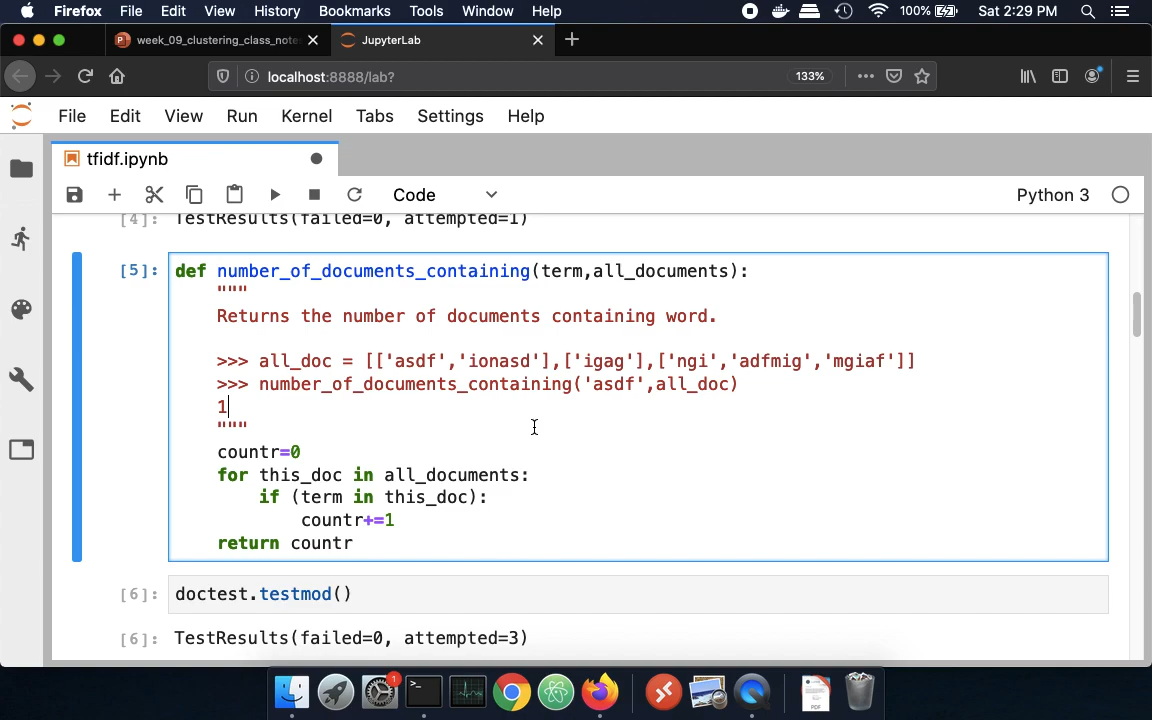 Firefox File Edit View History Bookmarks Tools Window Help 100% Sat 2:29 PM
week_09_clustering_class_note JupyterLab
localhost:8888/lab? 133%
File Edit View Run Kernel Tabs Settings Help
tfidf.ipynb
Code Python 3
[4]: TestResults(failed=0, attempted=1)
[5]: def number_of_documents_containing(term,all_documents):
"""
Returns the number of documents containing word.
>>> all_doc = [['asdf','ionasd'],['igag'],['ngi','adfmig','mgiaf']]
>>> number_of_documents_containing('asdf',all_doc)
1
"""
countr=0
for this_doc in all_documents:
if (term in this_doc):
countr+=1
return countr
[6]: doctest.testmod()
[6]: TestResults(failed=0, attempted=3)
1
PDF